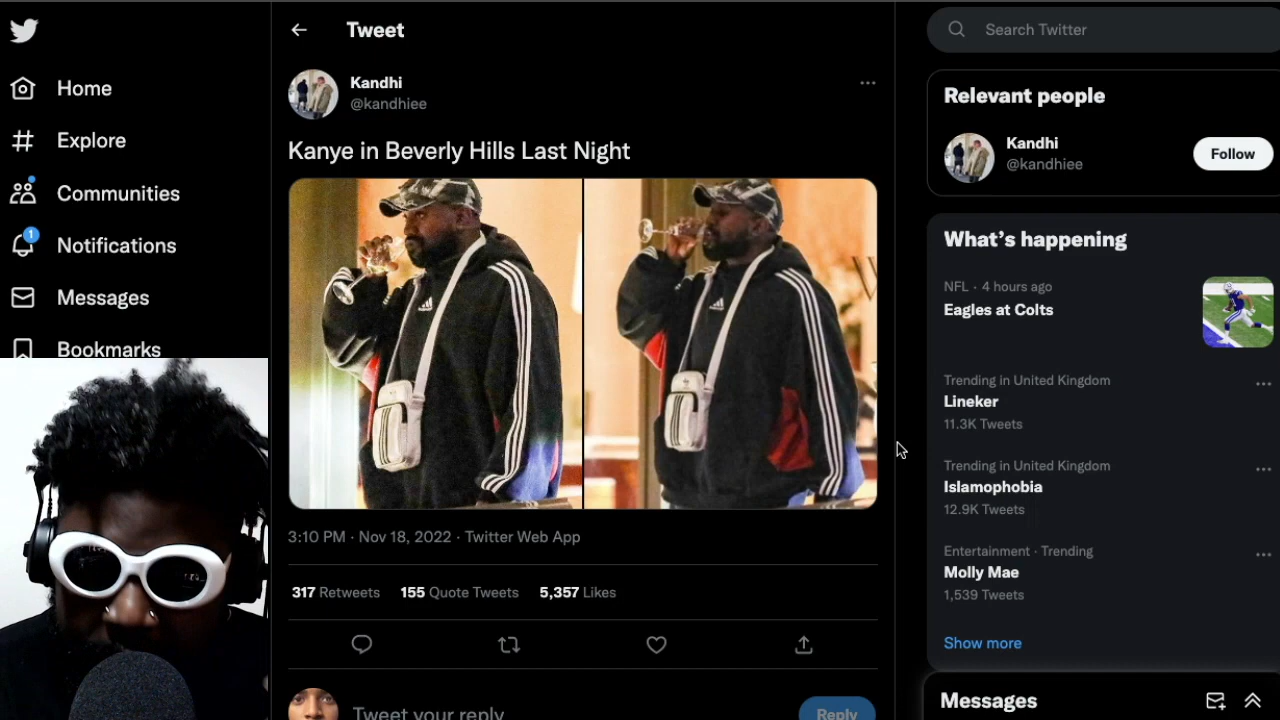 Home
Explore
Communities
1
Notifications
Messages
Bookmarks
Tweet
Kandhi
@kandhiee
Kanye in Beverly Hills Last Night
3:10 PM · Nov 18, 2022 · Twitter Web App
317 Retweets 155 Quote Tweets 5,357 Likes
Tweet your reply
Reply
Search Twitter
Relevant people
Kandhi
@kandhiee
Follow
What's happening
NFL · 4 hours ago
Eagles at Colts
Trending in United Kingdom
Lineker
11.3K Tweets
Trending in United Kingdom
Islamophobia
12.9K Tweets
Entertainment · Trending
Molly Mae
1,539 Tweets
Show more
Messages